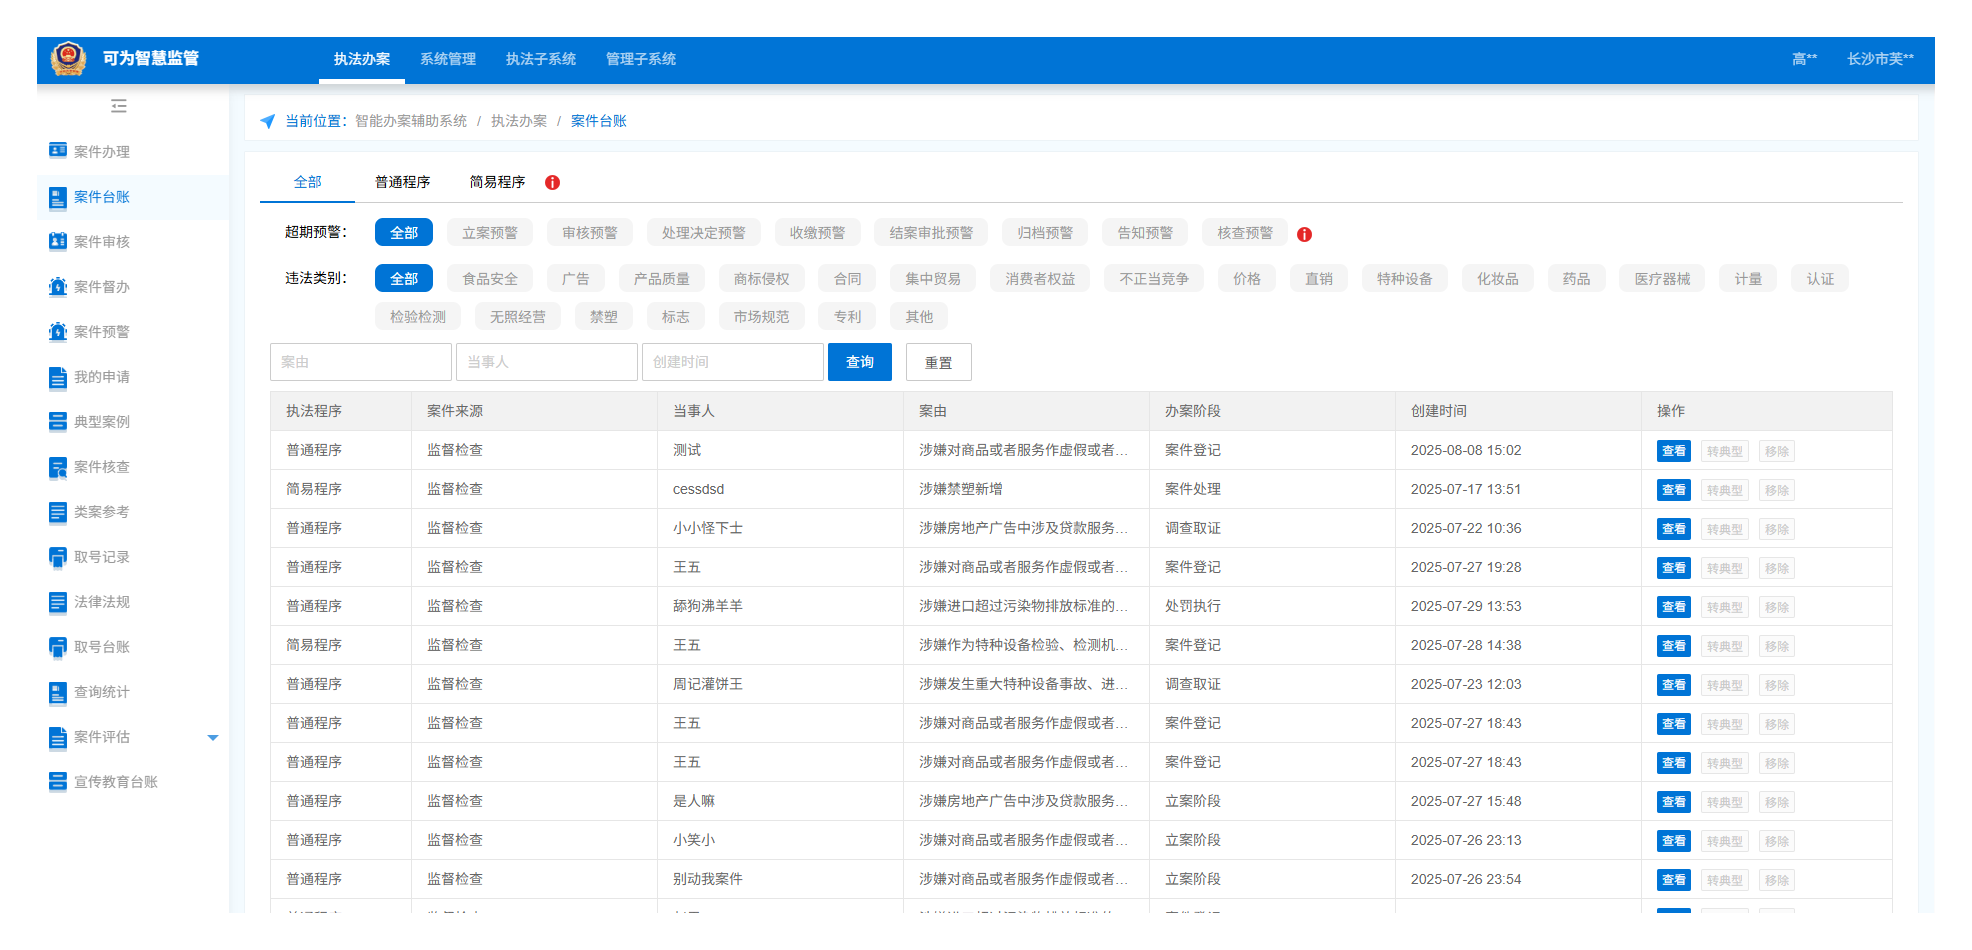 可为智慧监管 执法办案 系统管理 执法子系统 管理子系统 高** 长沙市芙**
当前位置：智能办案辅助系统 / 执法办案 / 案件台账
案件办理
案件台账
案件审核
案件督办
案件预警
我的申请
典型案例
案件核查
类案参考
取号记录
法律法规
取号台账
查询统计
案件评估
宣传教育台账
全部 普通程序 简易程序
超期预警： 全部 立案预警 审核预警 处理决定预警 收缴预警 结案审批预警 归档预警 告知预警 核查预警
违法类别： 全部 食品安全 广告 产品质量 商标侵权 合同 集中贸易 消费者权益 不正当竞争 价格 直销 特种设备 化妆品 药品 医疗器械 计量 认证
检验检测 无照经营 禁塑 标志 市场规范 专利 其他
案由 当事人 创建时间 查询 重置
执法程序 案件来源 当事人 案由 办案阶段 创建时间 操作
普通程序 监督检查 测试 涉嫌对商品或者服务作虚假或者... 案件登记 2025-08-08 15:02 查看 转典型 移除
简易程序 监督检查 cessdsd 涉嫌禁塑新增 案件处理 2025-07-17 13:51 查看 转典型 移除
普通程序 监督检查 小小怪下士 涉嫌房地产广告中涉及贷款服务... 调查取证 2025-07-22 10:36 查看 转典型 移除
普通程序 监督检查 王五 涉嫌对商品或者服务作虚假或者... 案件登记 2025-07-27 19:28 查看 转典型 移除
普通程序 监督检查 舔狗沸羊羊 涉嫌进口超过污染物排放标准的... 处罚执行 2025-07-29 13:53 查看 转典型 移除
简易程序 监督检查 王五 涉嫌作为特种设备检验、检测机... 案件登记 2025-07-28 14:38 查看 转典型 移除
普通程序 监督检查 周记灌饼王 涉嫌发生重大特种设备事故、进... 调查取证 2025-07-23 12:03 查看 转典型 移除
普通程序 监督检查 王五 涉嫌对商品或者服务作虚假或者... 案件登记 2025-07-27 18:43 查看 转典型 移除
普通程序 监督检查 王五 涉嫌对商品或者服务作虚假或者... 案件登记 2025-07-27 18:43 查看 转典型 移除
普通程序 监督检查 是人嘛 涉嫌房地产广告中涉及贷款服务... 立案阶段 2025-07-27 15:48 查看 转典型 移除
普通程序 监督检查 小笑小 涉嫌对商品或者服务作虚假或者... 立案阶段 2025-07-26 23:13 查看 转典型 移除
普通程序 监督检查 别动我案件 涉嫌对商品或者服务作虚假或者... 立案阶段 2025-07-26 23:54 查看 转典型 移除